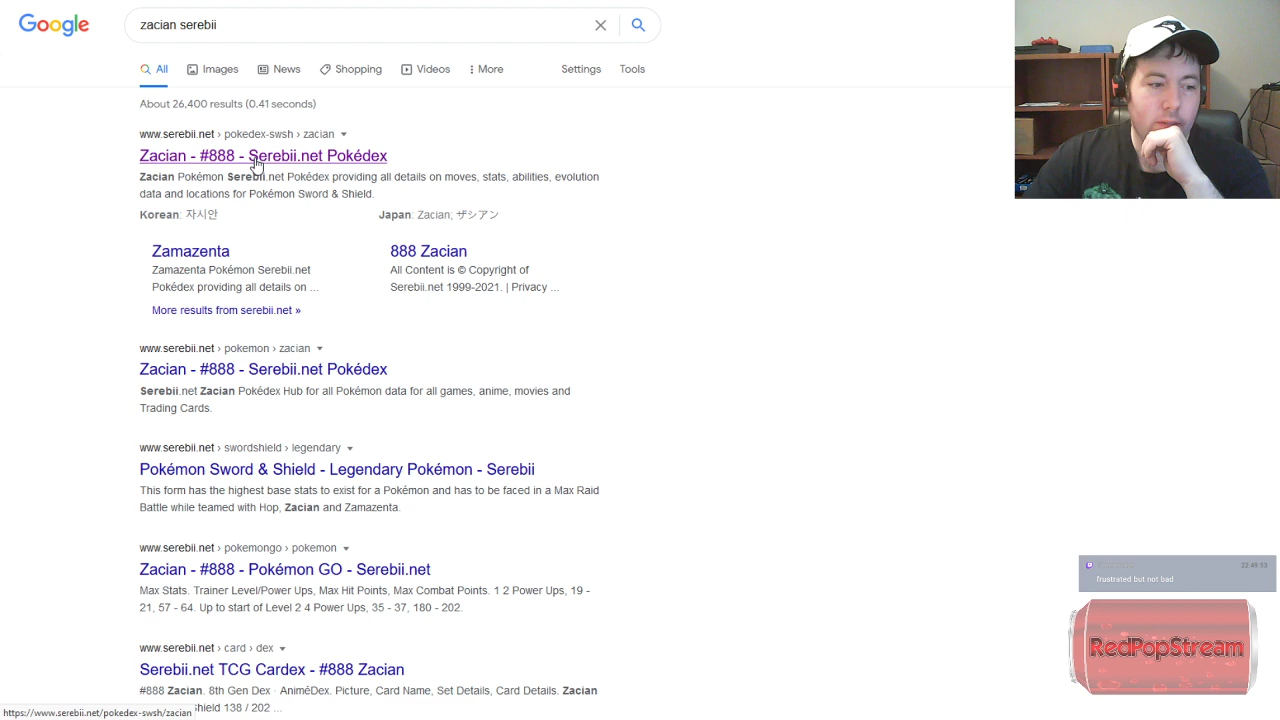 Google
zacian serebii
All Images News Shopping Videos More Settings Tools
About 26,400 results (0.41 seconds)
www.serebii.net › pokedex-swsh › zacian
Zacian - #888 - Serebii.net Pokédex
Zacian Pokémon Serebii.net Pokédex providing all details on moves, stats, abilities, evolution
data and locations for Pokémon Sword & Shield.
Korean: 자시안 Japan: Zacian; ザシアン
Zamazenta 888 Zacian
Zamazenta Pokémon Serebii.net All Content is © Copyright of
Pokédex providing all details on ... Serebii.net 1999-2021. | Privacy ...
More results from serebii.net »
www.serebii.net › pokemon › zacian
Zacian - #888 - Serebii.net Pokédex
Serebii.net Zacian Pokédex Hub for all Pokémon data for all games, anime, movies and
Trading Cards.
www.serebii.net › swordshield › legendary
Pokémon Sword & Shield - Legendary Pokémon - Serebii
This form has the highest base stats to exist for a Pokémon and has to be faced in a Max Raid
Battle while teamed with Hop, Zacian and Zamazenta.
www.serebii.net › pokemongo › pokemon
Zacian - #888 - Pokémon GO - Serebii.net
Max Stats. Trainer Level/Power Ups, Max Hit Points, Max Combat Points. 1 2 Power Ups, 19 -
21, 57 - 64. Up to start of Level 2 4 Power Ups, 35 - 37, 180 - 202.
22:49:53
frustrated but not bad
RedPopStream
www.serebii.net › card › dex
Serebii.net TCG Cardex - #888 Zacian
#888 Zacian. 8th Gen Dex · AniméDex. Picture, Card Name, Set Details, Card Details. Zacian
hield 138 / 202 ...
https://www.serebii.net/pokedex-swsh/zacian